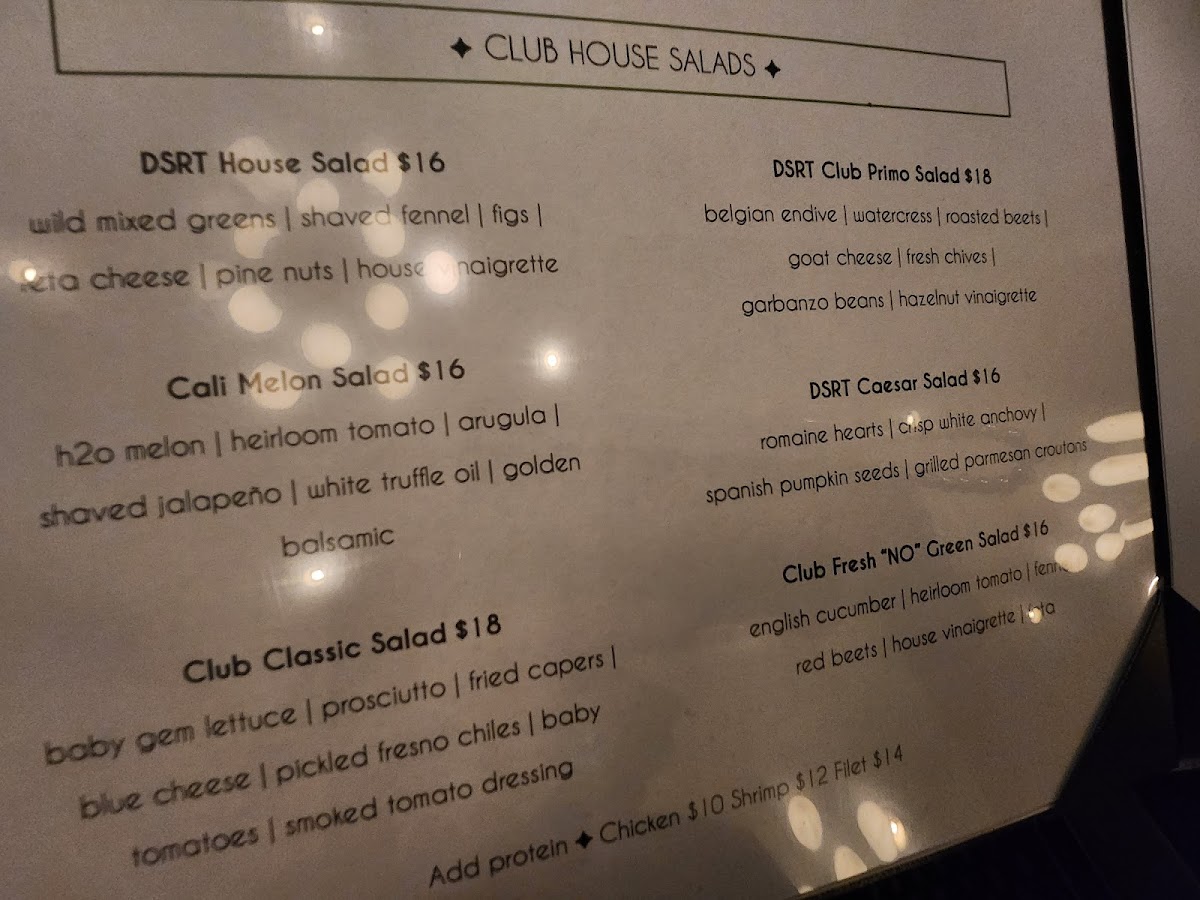 ✦ CLUB HOUSE SALADS ✦
DSRT House Salad $16
wild mixed greens | shaved fennel | figs |
feta cheese | pine nuts | house vinaigrette
Cali Melon Salad $16
h2o melon | heirloom tomato | arugula |
shaved jalapeño | white truffle oil | golden
balsamic
Club Classic Salad $18
baby gem lettuce | prosciutto | fried capers |
blue cheese | pickled fresno chiles | baby
tomatoes | smoked tomato dressing
DSRT Club Primo Salad $18
belgian endive | watercress | roasted beets |
goat cheese | fresh chives |
garbanzo beans | hazelnut vinaigrette
DSRT Caesar Salad $16
romaine hearts | crisp white anchovy |
spanish pumpkin seeds | grilled parmesan croutons
Club Fresh "NO" Green Salad $16
english cucumber | heirloom tomato | fennel
red beets | house vinaigrette | feta
Add protein ✦ Chicken $10 Shrimp $12 Filet $14